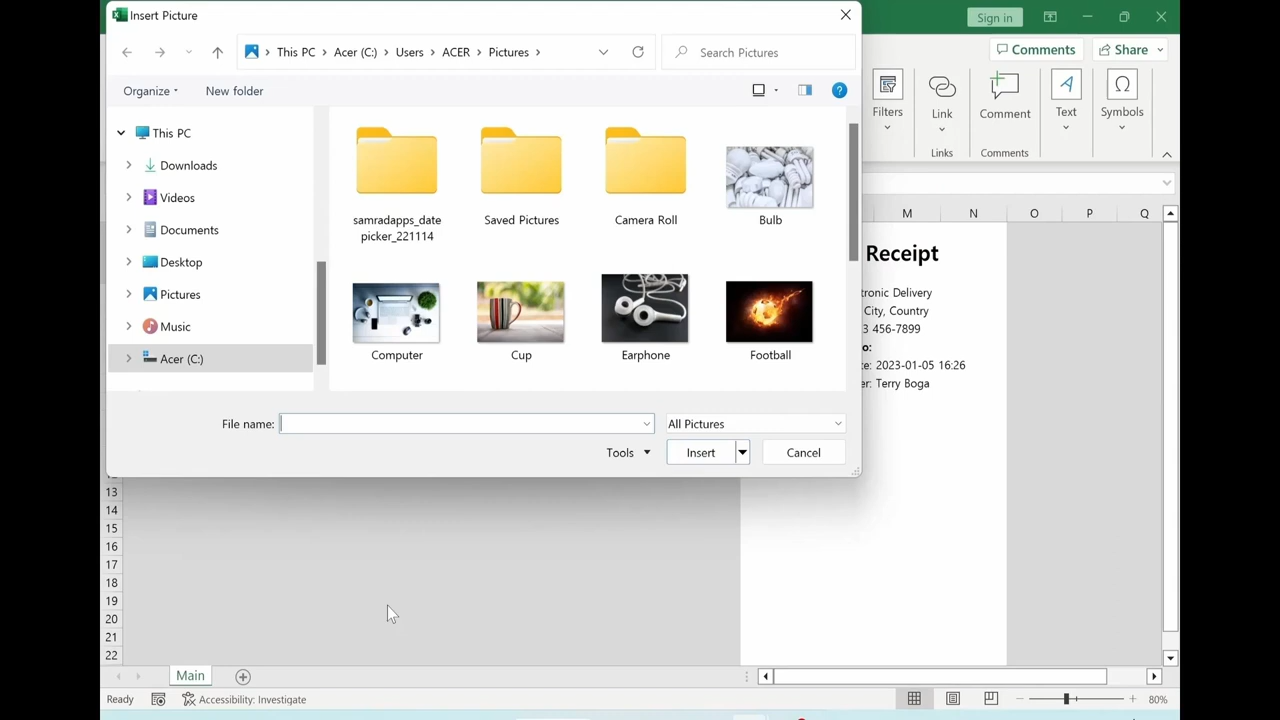 Insert Picture
Sign in
This PC > Acer (C:) > Users > ACER > Pictures >
Search Pictures
Comments
Share
Organize
New folder
This PC
Downloads
Videos
Documents
Desktop
Pictures
Music
Acer (C:)
samradapps_date
picker_221114
Saved Pictures
Camera Roll
Bulb
Computer
Cup
Earphone
Football
File name:
All Pictures
Tools
Insert
Cancel
Filters
Link
Comment
Text
Symbols
Links
Comments
M
N
O
P
Q
Receipt
tronic Delivery
City, Country
3 456-7899
o:
te: 2023-01-05 16:26
er: Terry Boga
13
14
15
16
17
18
19
20
21
22
Main
Ready
Accessibility: Investigate
80%